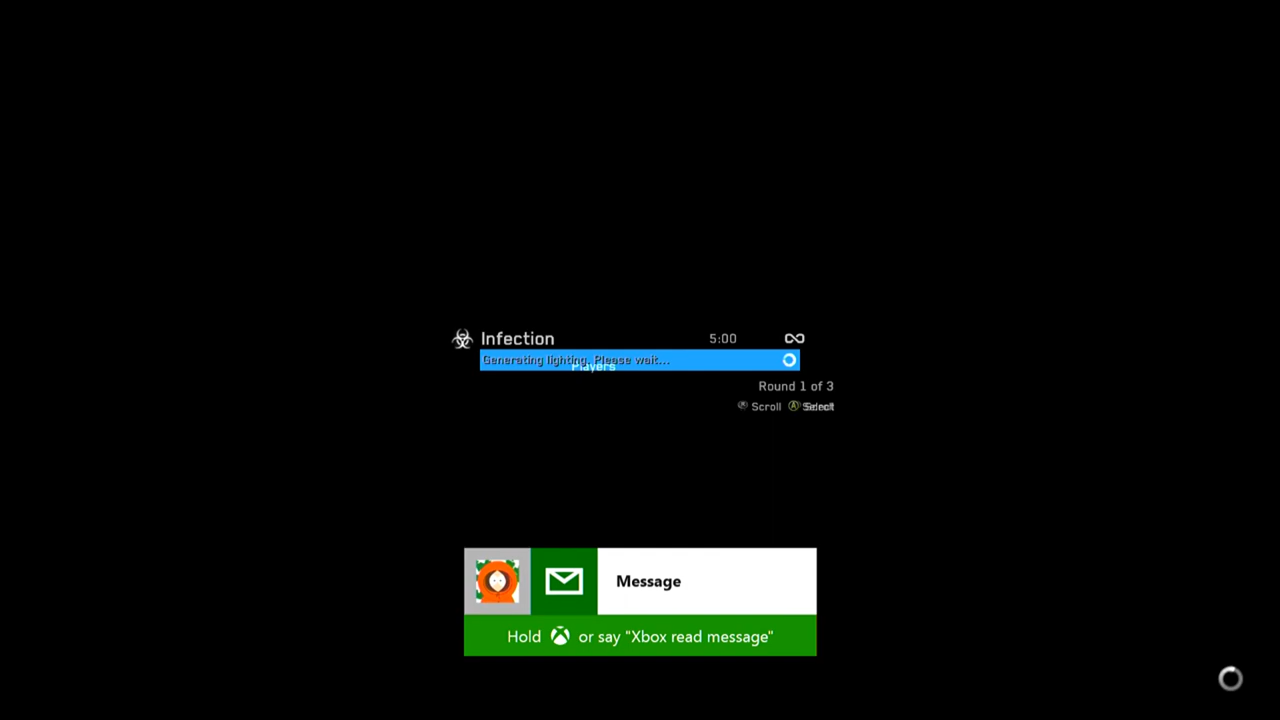 Infection 5:00 ∞
Generating lighting. Please wait...
Players
Round 1 of 3
R Scroll A Select
Message
Hold or say "Xbox read message"